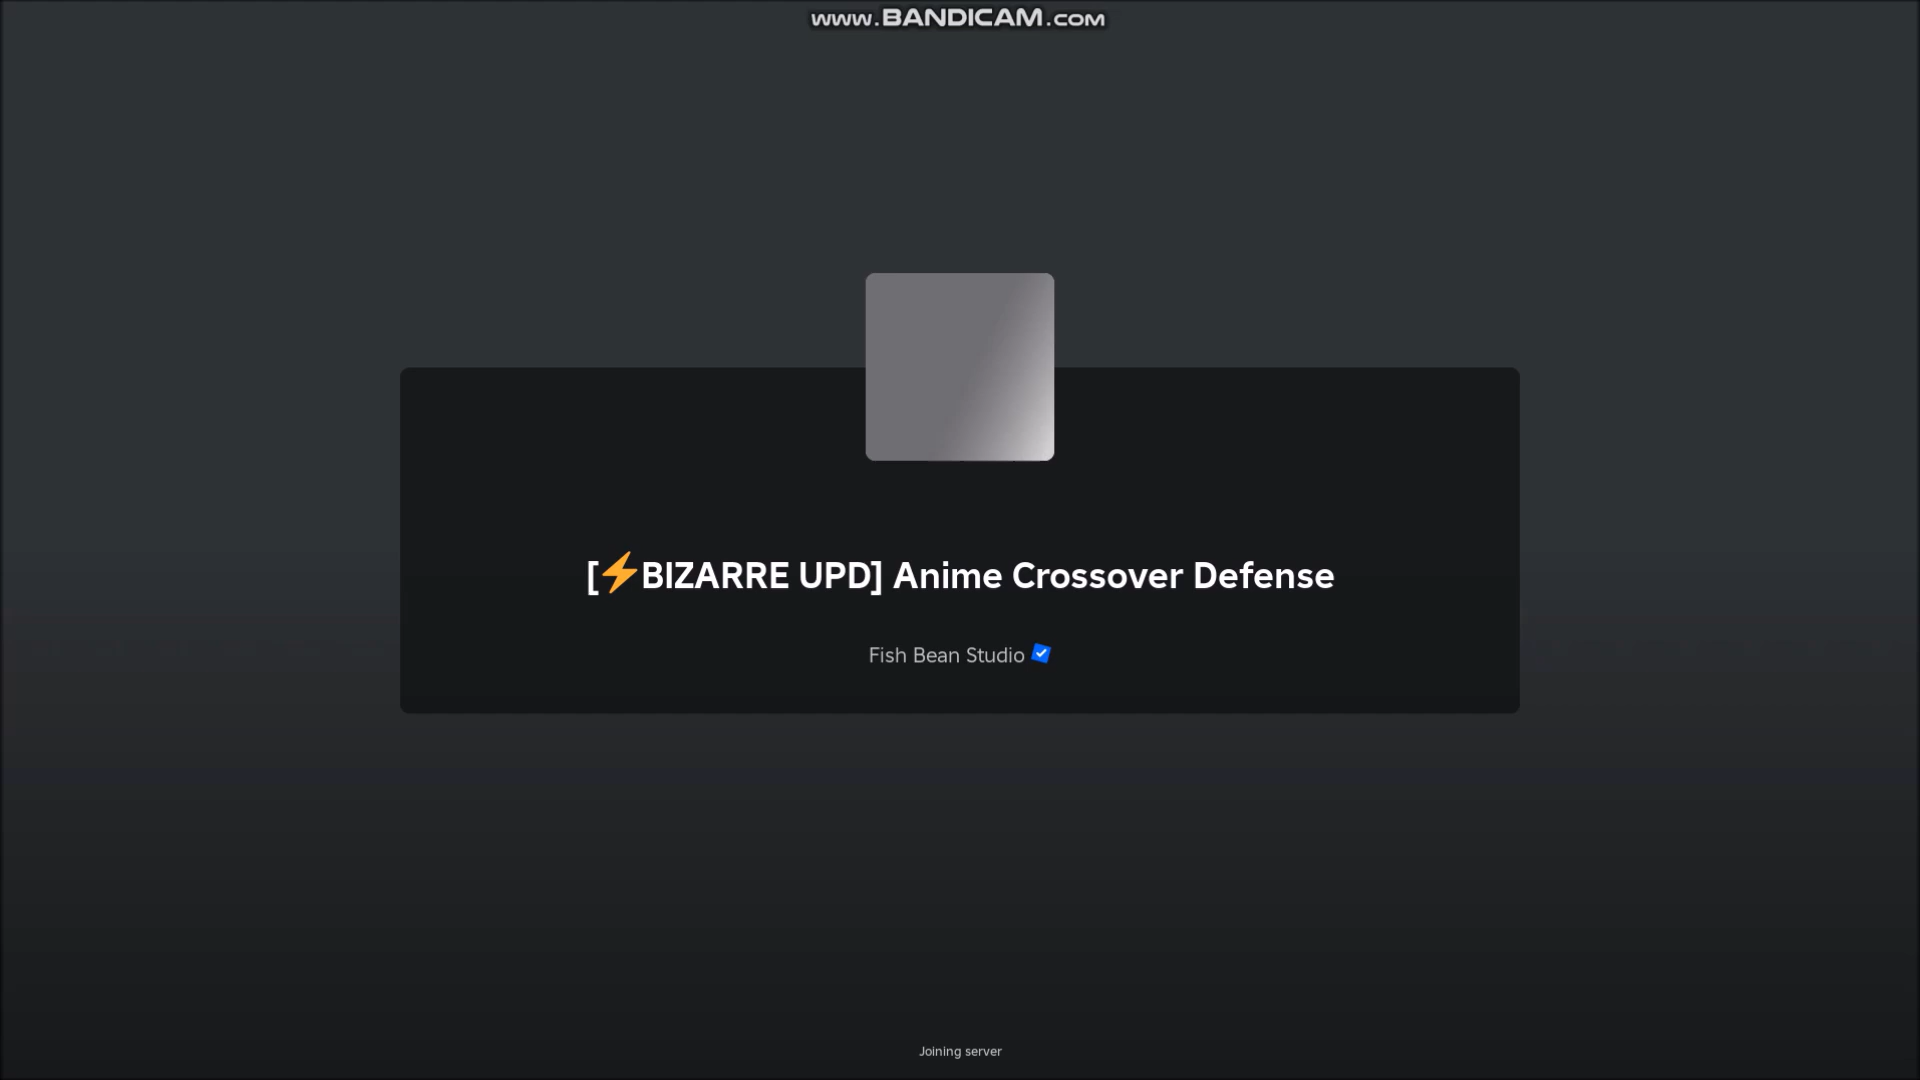 www.BANDICAM.com
[⚡BIZARRE UPD] Anime Crossover Defense
Fish Bean Studio
Joining server